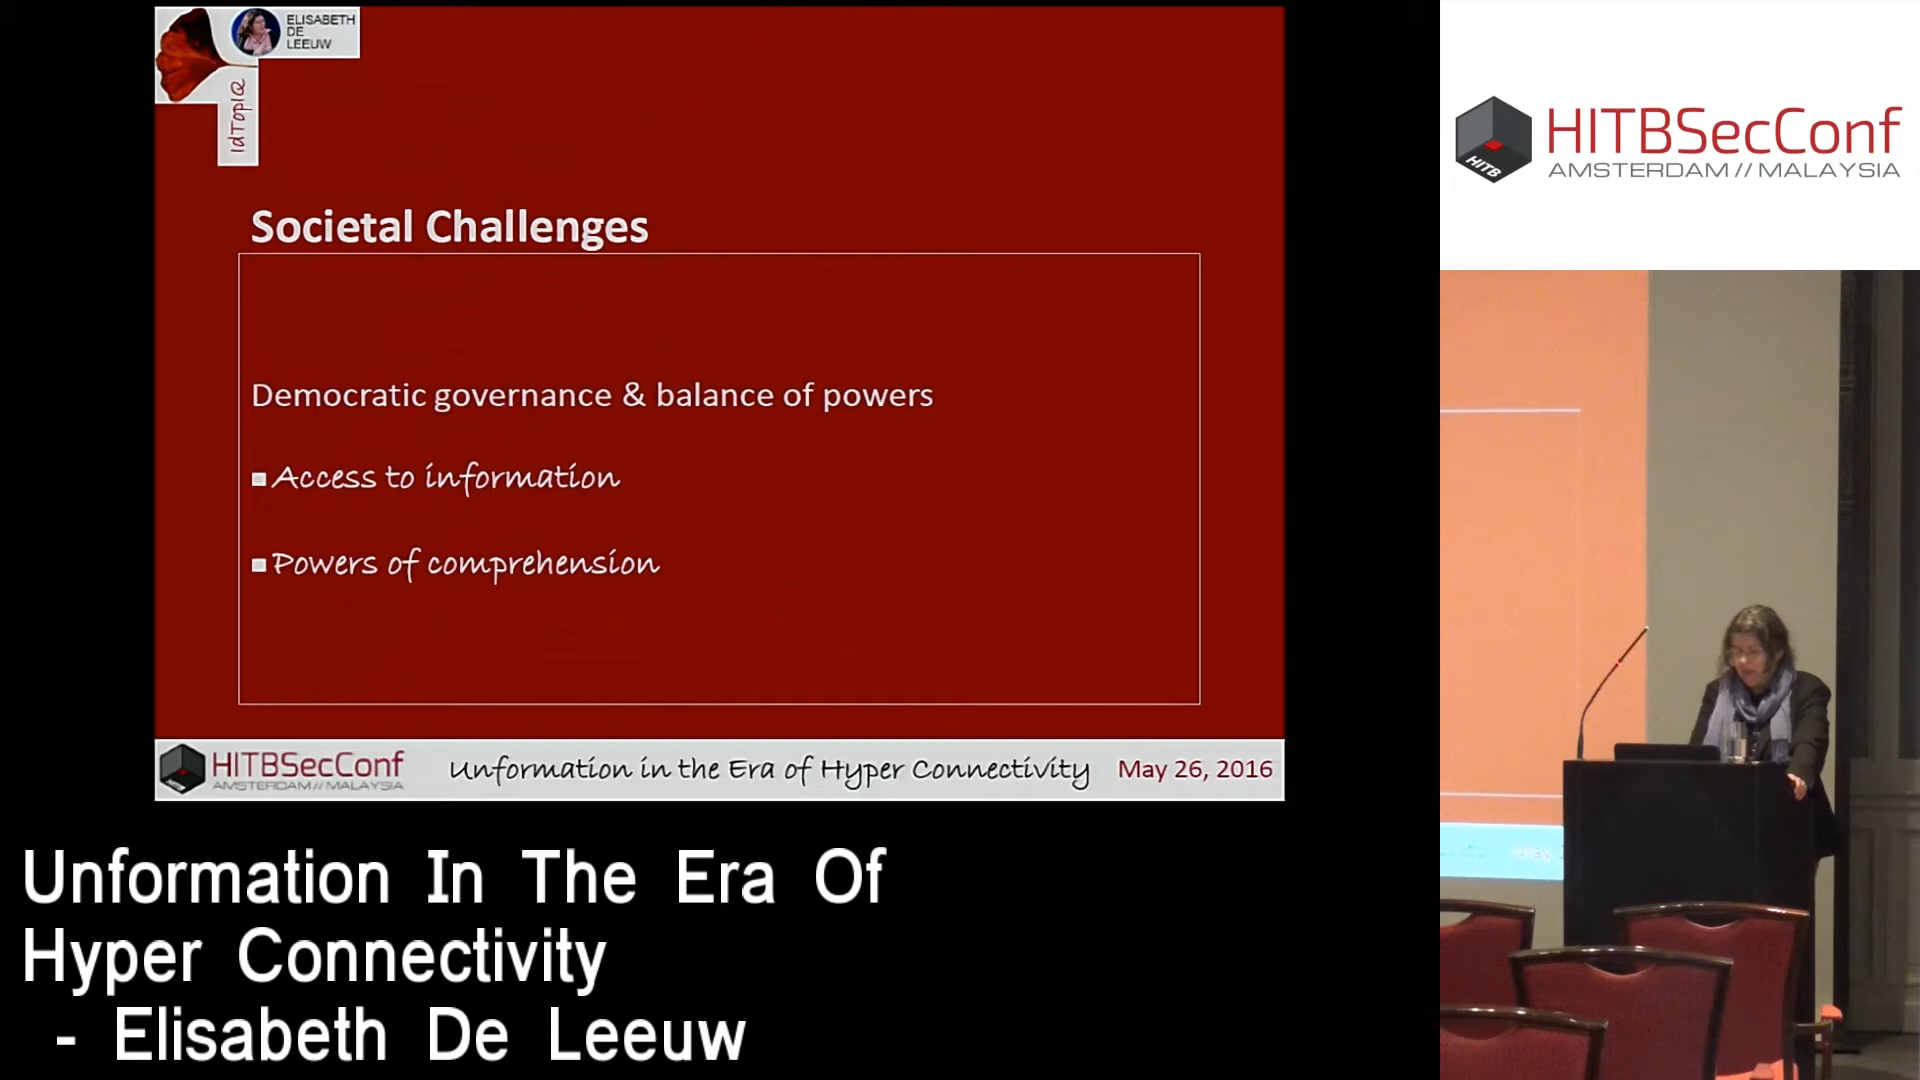 ELISABETH
DE
LEEUW
IdTopIQ
Societal Challenges
Democratic governance & balance of powers
Access to information
Powers of comprehension
HITBSecConf
AMSTERDAM // MALAYSIA
Unformation in the Era of Hyper Connectivity
May 26, 2016
HITB
HITBSecConf
AMSTERDAM // MALAYSIA
Unformation In The Era Of
Hyper Connectivity
- Elisabeth De Leeuw